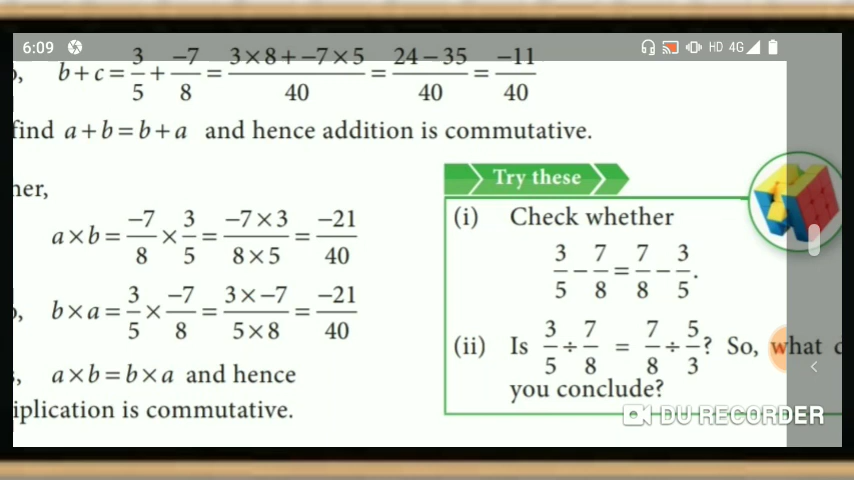 6:09 HD 4G
, b + c = 3/5 + -7/8 = 3×8+-7×5/40 = 24-35/40 = -11/40
find a + b = b + a and hence addition is commutative.
her,
a × b = -7/8 × 3/5 = -7×3/8×5 = -21/40
, b × a = 3/5 × -7/8 = 3×-7/5×8 = -21/40
, a × b = b × a and hence
iplication is commutative.
Try these
(i) Check whether
3/5 - 7/8 = 7/8 - 3/5.
(ii) Is 3/5 ÷ 7/8 = 7/8 ÷ 5/3? So, what
you conclude?
DU RECORDER